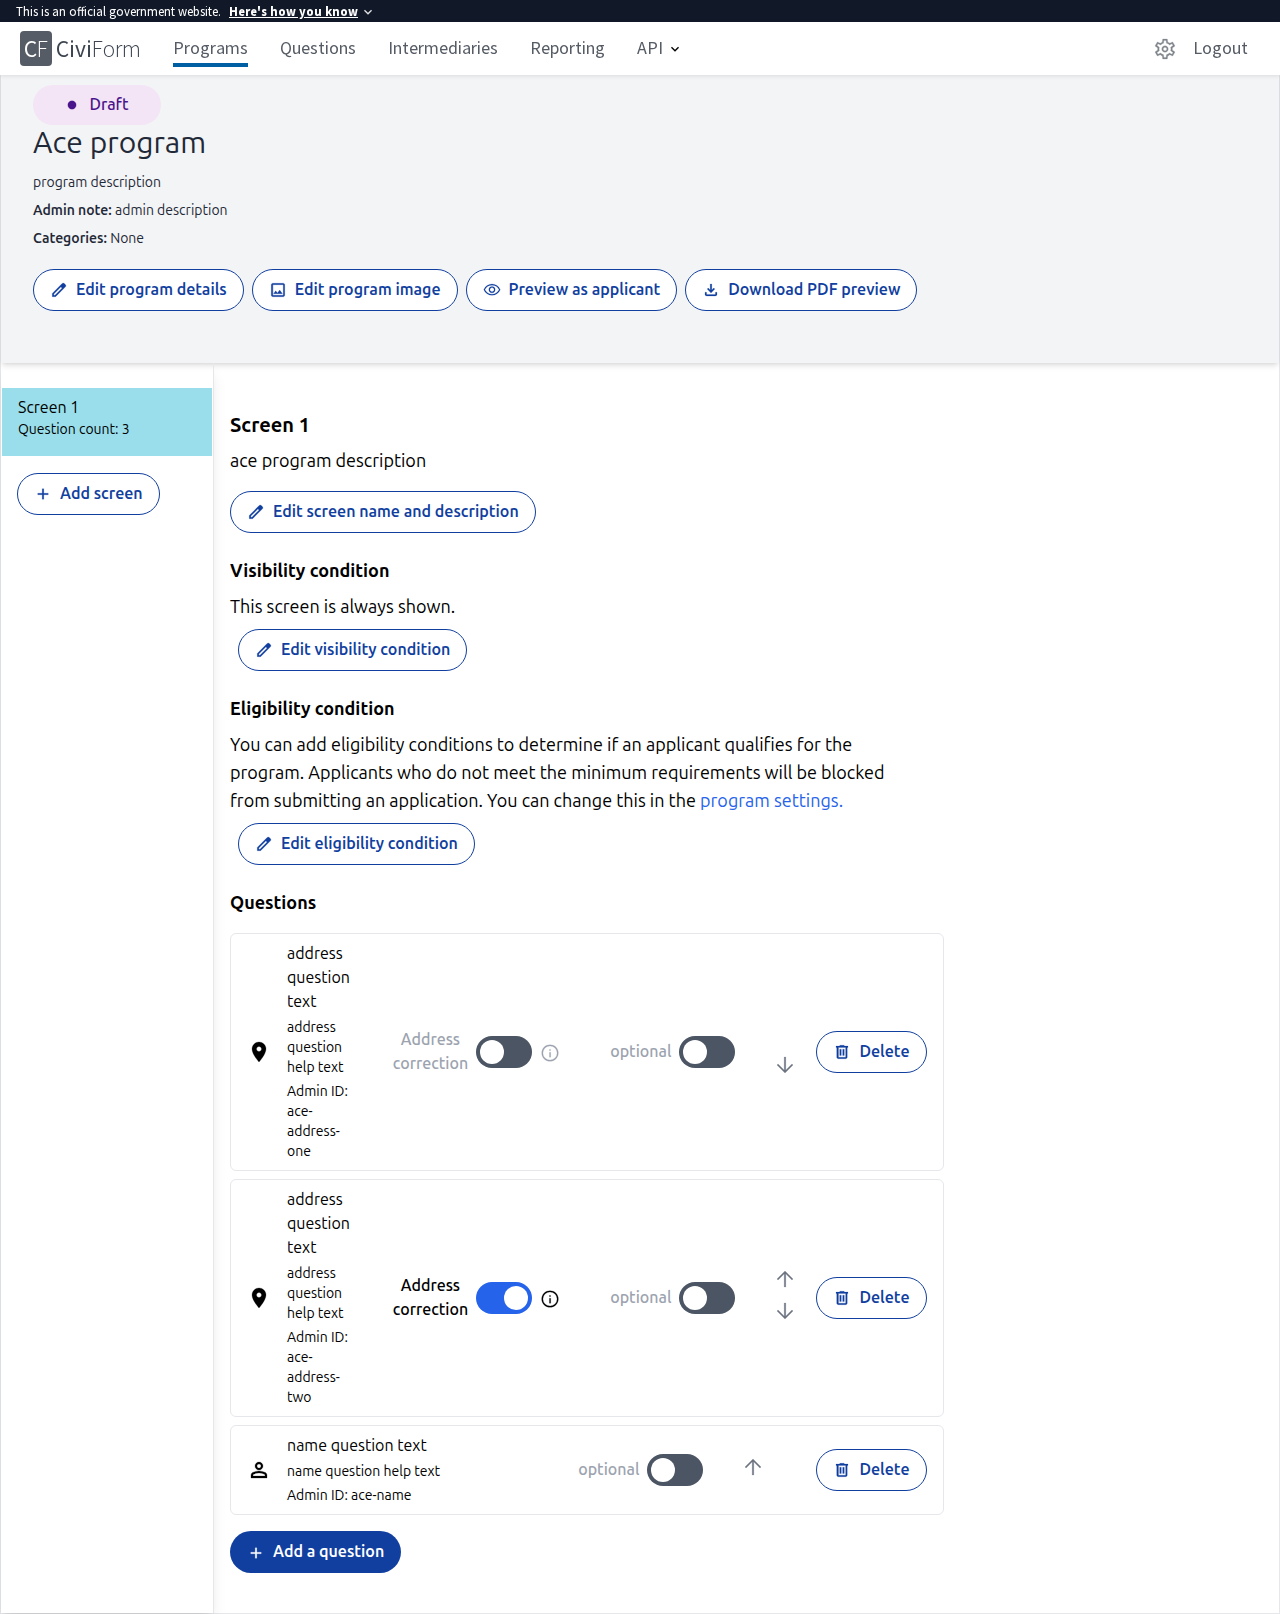 This is an official government website. Here's how you know
CF CiviForm Programs Questions Intermediaries Reporting API Logout
Draft
Ace program
program description
Admin note: admin description
Categories: None
Edit program details Edit program image Preview as applicant Download PDF preview
Screen 1
Question count: 3
Add screen
Screen 1
ace program description
Edit screen name and description
Visibility condition
This screen is always shown.
Edit visibility condition
Eligibility condition
You can add eligibility conditions to determine if an applicant qualifies for the
program. Applicants who do not meet the minimum requirements will be blocked
from submitting an application. You can change this in the program settings.
Edit eligibility condition
Questions
address
question
text
address
question
help text
Admin ID:
ace-
address-
one
Address
correction
optional
Delete
address
question
text
address
question
help text
Admin ID:
ace-
address-
two
Address
correction
optional
Delete
name question text
name question help text
Admin ID: ace-name
optional
Delete
Add a question